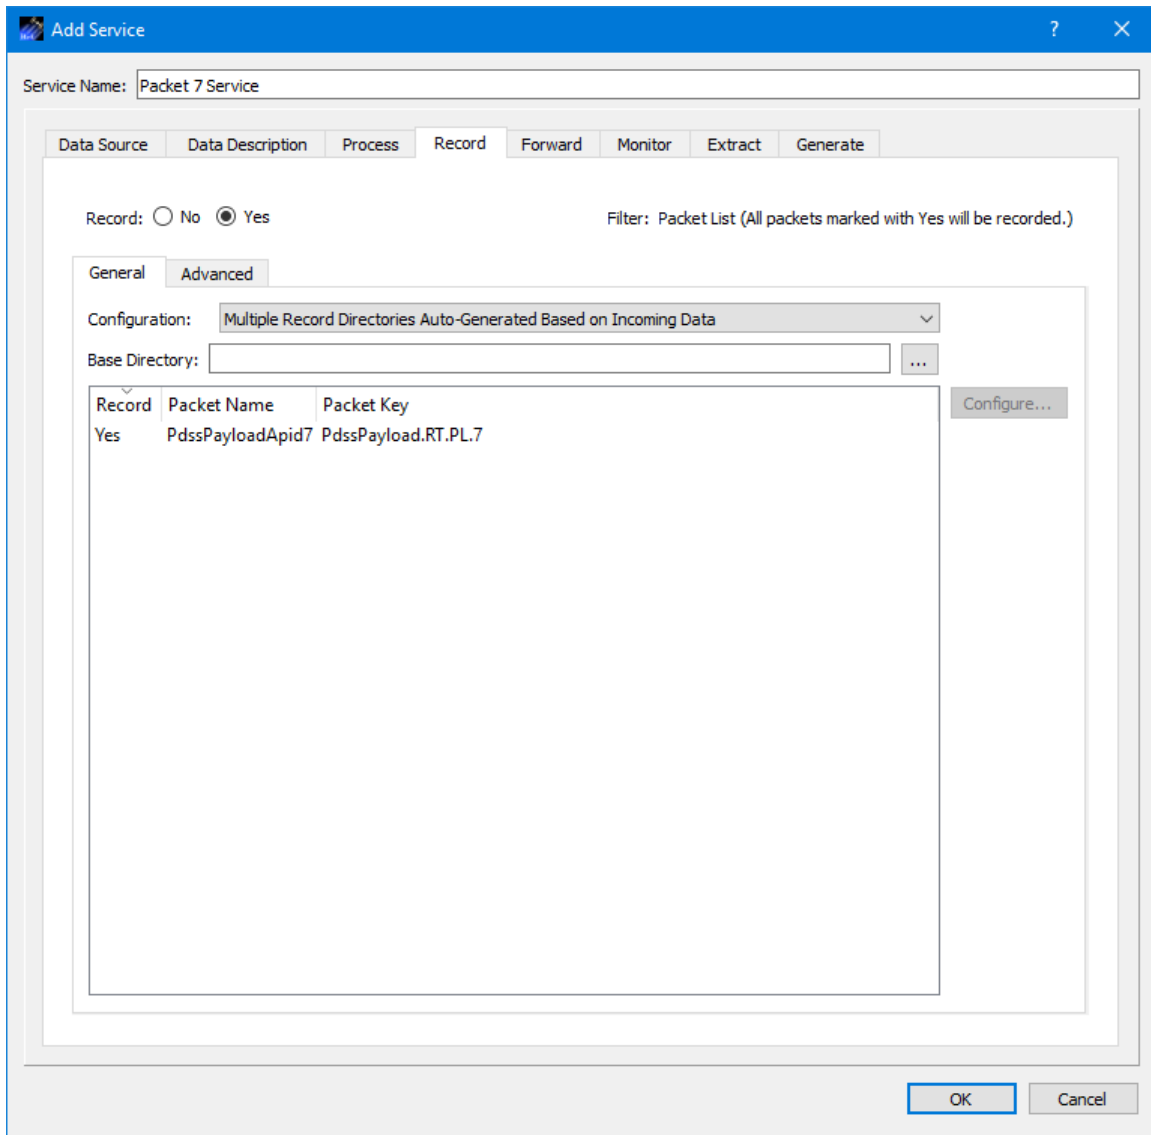 Add Service
?
Service Name: Packet 7 Service
Data Source Data Description Process Record Forward Monitor Extract Generate
Record: No Yes Filter: Packet List (All packets marked with Yes will be recorded.)
General Advanced
Configuration: Multiple Record Directories Auto-Generated Based on Incoming Data
Base Directory: ...
Record Packet Name Packet Key Configure...
Yes PdssPayloadApid7 PdssPayload.RT.PL.7
OK Cancel